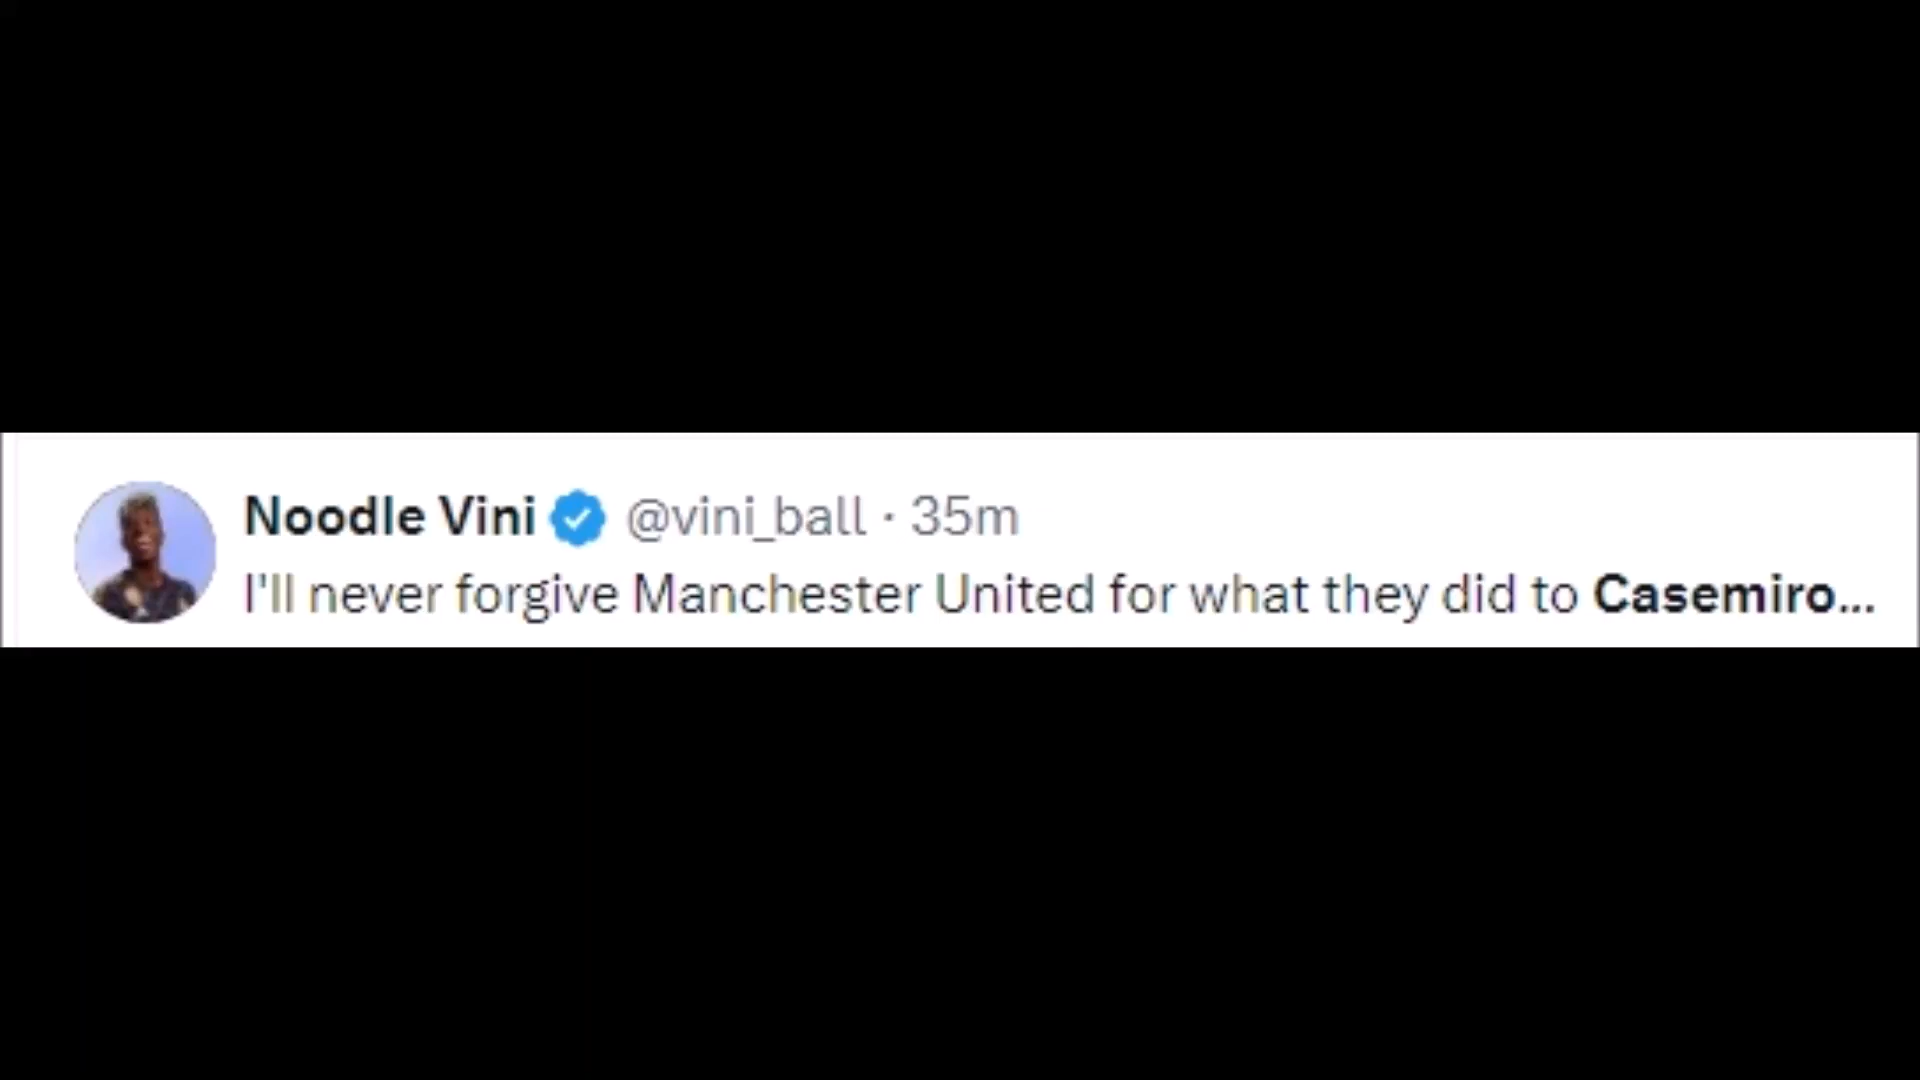 Noodle Vini @vini_ball · 35m
I'll never forgive Manchester United for what they did to Casemiro...